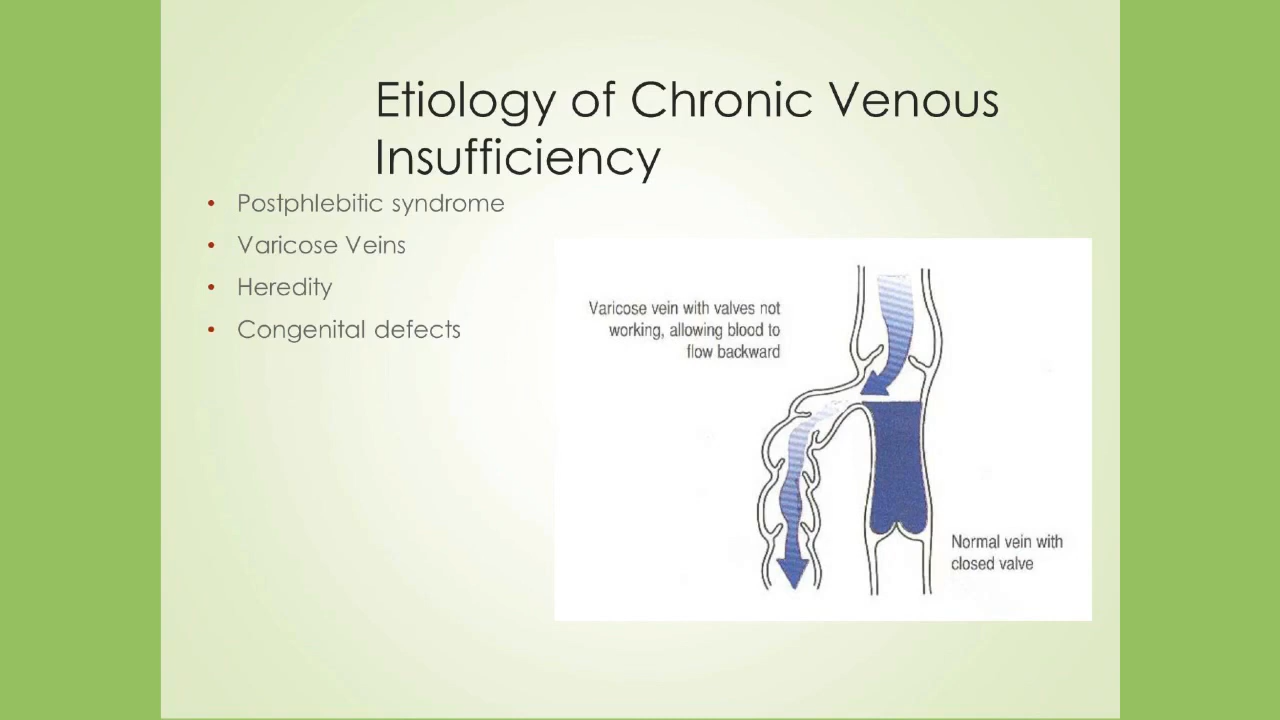 Etiology of Chronic Venous
Insufficiency
• Postphlebitic syndrome
• Varicose Veins
• Heredity
• Congenital defects
Varicose vein with valves not
working, allowing blood to
flow backward
Normal vein with
closed valve